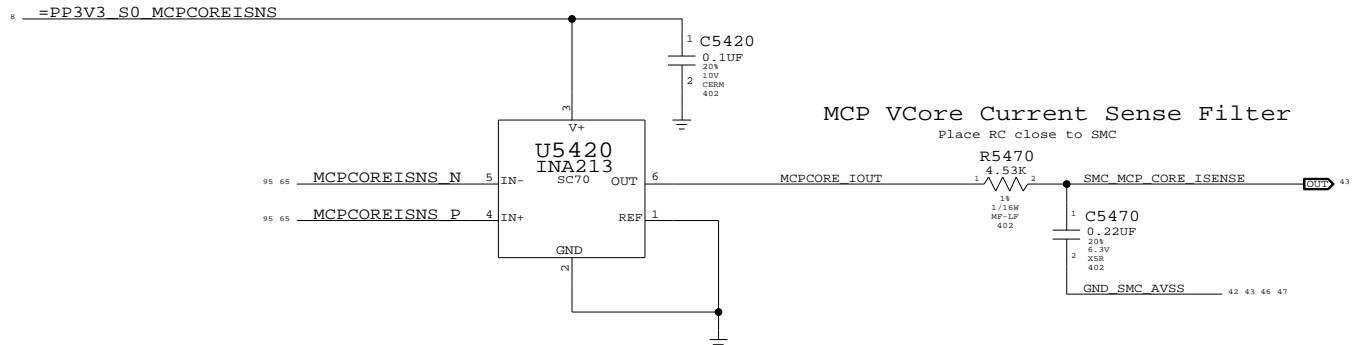 8 =PP3V3_S0_MCPCOREISNS
1 C5420
0.1UF
20%
10V
2 CERM
402
3
V+
U5420
INA213
SC70
95 65 MCPCOREISNS_N 5 IN-
OUT 6 MCPCORE_IOUT
95 65 MCPCOREISNS_P 4 IN+
REF 1
GND
2
MCP VCore Current Sense Filter
Place RC close to SMC
R5470
4.53K
1 2
1%
1/16W
MF-LF
402
SMC_MCP_CORE_ISENSE OUT 43
1 C5470
0.22UF
20%
6.3V
2 X5R
402
GND_SMC_AVSS 42 43 46 47